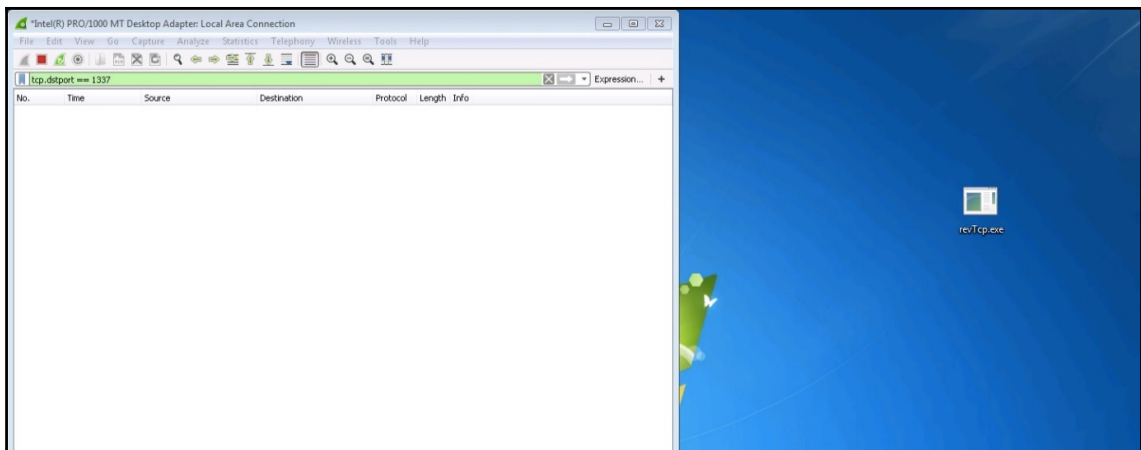 *Intel(R) PRO/1000 MT Desktop Adapter: Local Area Connection
File Edit View Go Capture Analyze Statistics Telephony Wireless Tools Help
tcp.dstport == 1337 Expression... +
No. Time Source Destination Protocol Length Info
revTcp.exe